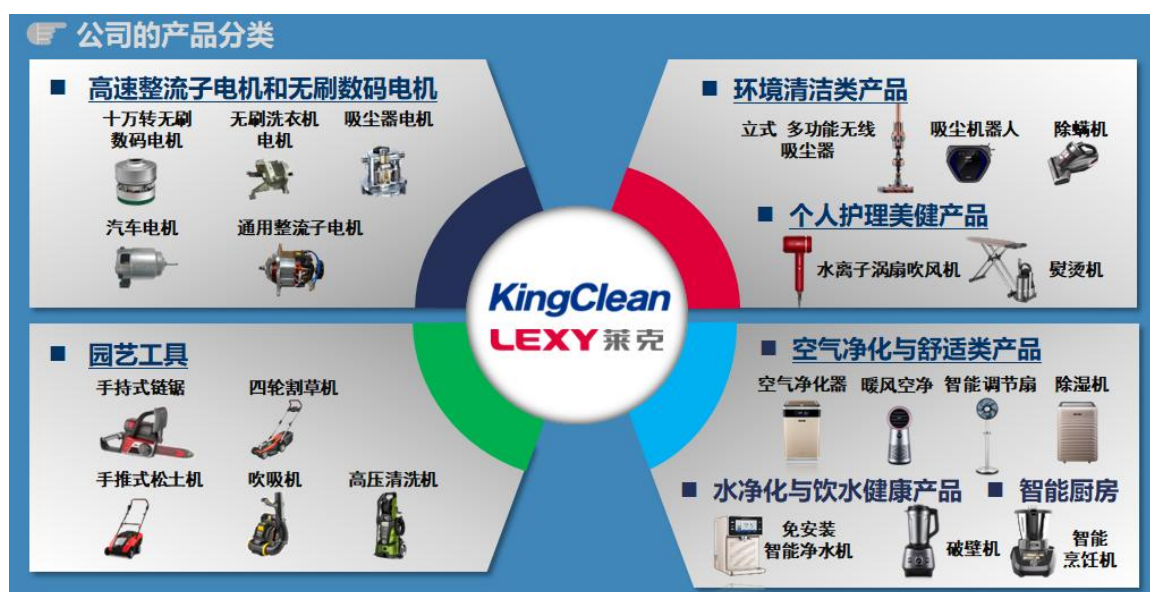 公司的产品分类
■ 高速整流子电机和无刷数码电机
十万转无刷
数码电机
无刷洗衣机
电机
吸尘器电机
汽车电机
通用整流子电机
■ 环境清洁类产品
立式 多功能无线
吸尘器
吸尘机器人
除螨机
■ 个人护理美健产品
水离子涡扇吹风机
熨烫机
KingClean
LEXY莱克
■ 园艺工具
手持式链锯
四轮割草机
手推式松土机
吹吸机
高压清洗机
■ 空气净化与舒适类产品
空气净化器
暖风空净
智能调节扇
除湿机
■ 水净化与饮水健康产品
■ 智能厨房
免安装
智能净水机
破壁机
智能
烹饪机